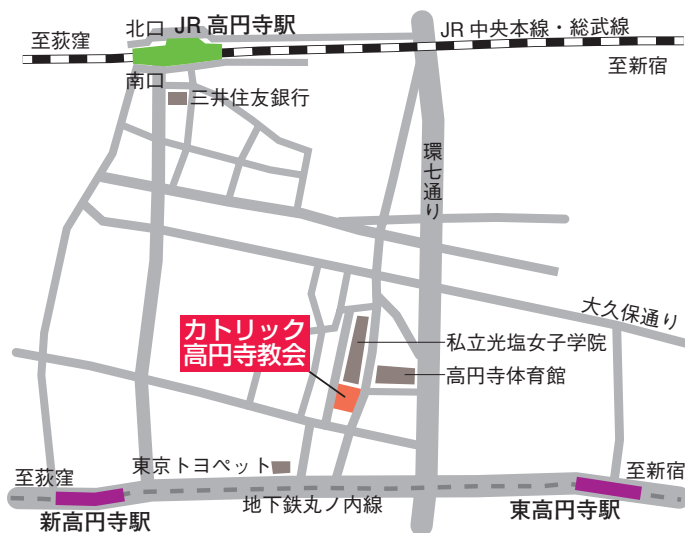 北口
JR 高円寺駅
JR 中央本線・総武線
至荻窪
至新宿
南口
三井住友銀行
環七通り
大久保通り
カトリック
高円寺教会
私立光塩女子学院
高円寺体育館
東京トヨペット
至荻窪
至新宿
地下鉄丸ノ内線
新高円寺駅
東高円寺駅